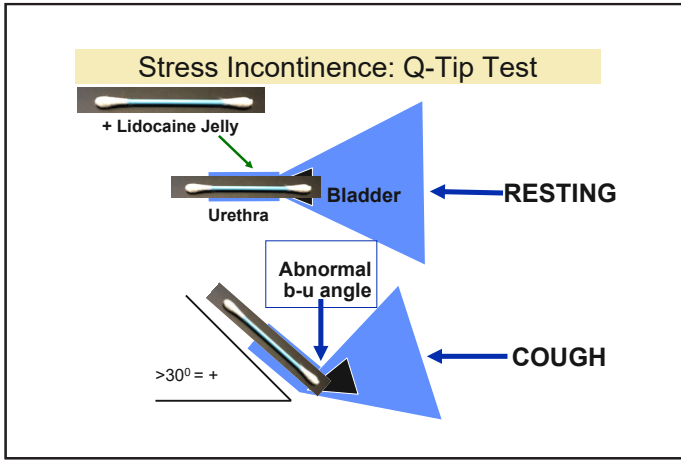 Stress Incontinence: Q-Tip Test
+ Lidocaine Jelly
Bladder
RESTING
Urethra
Abnormal
b-u angle
COUGH
>30⁰ = +